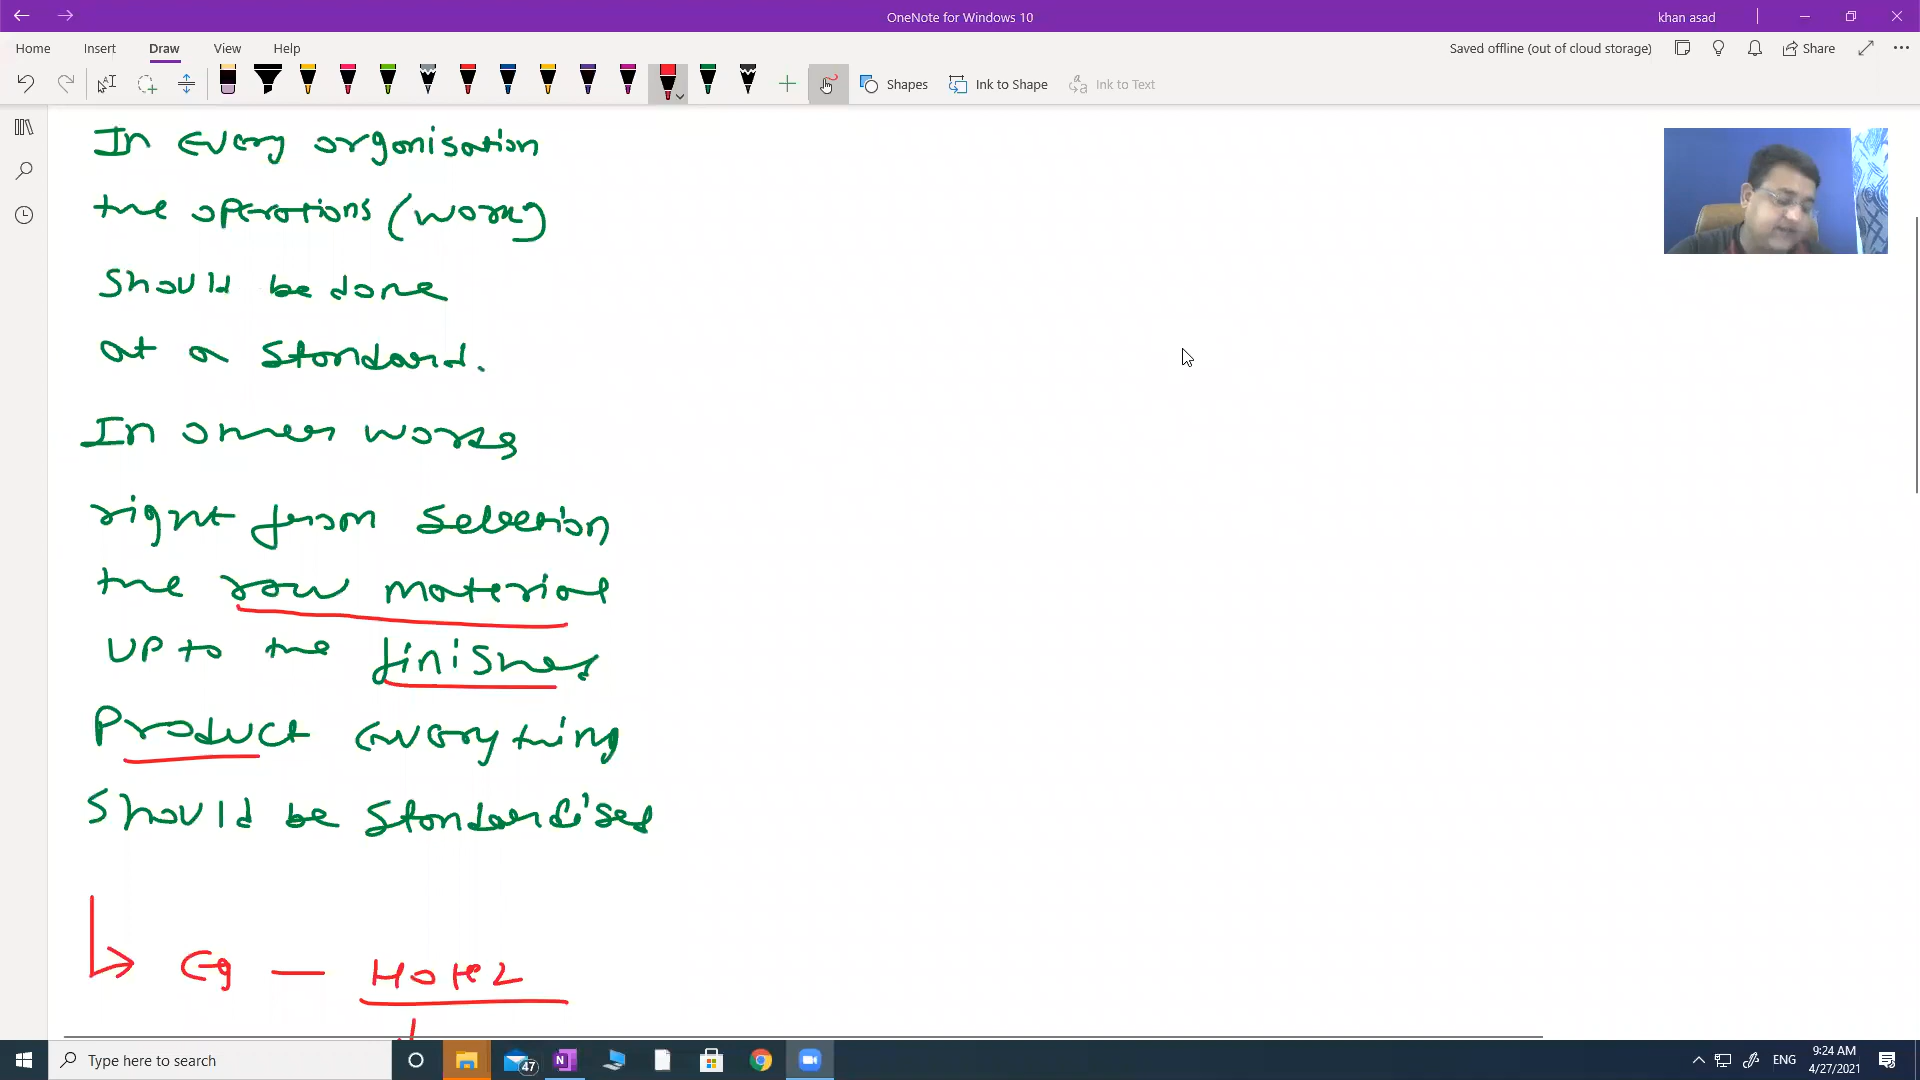 OneNote for Windows 10
khan asad
Home Insert Draw View Help
Saved offline (out of cloud storage)
Share
Shapes
Ink to Shape
Ink to Text
In every organisation
the operations (work)
should be done
at a standard.
In other works
right from selection
the raw material
up to the finished
Product everything
should be standardised
Eg — Hotel
Type here to search
47
ENG
9:24 AM
4/27/2021